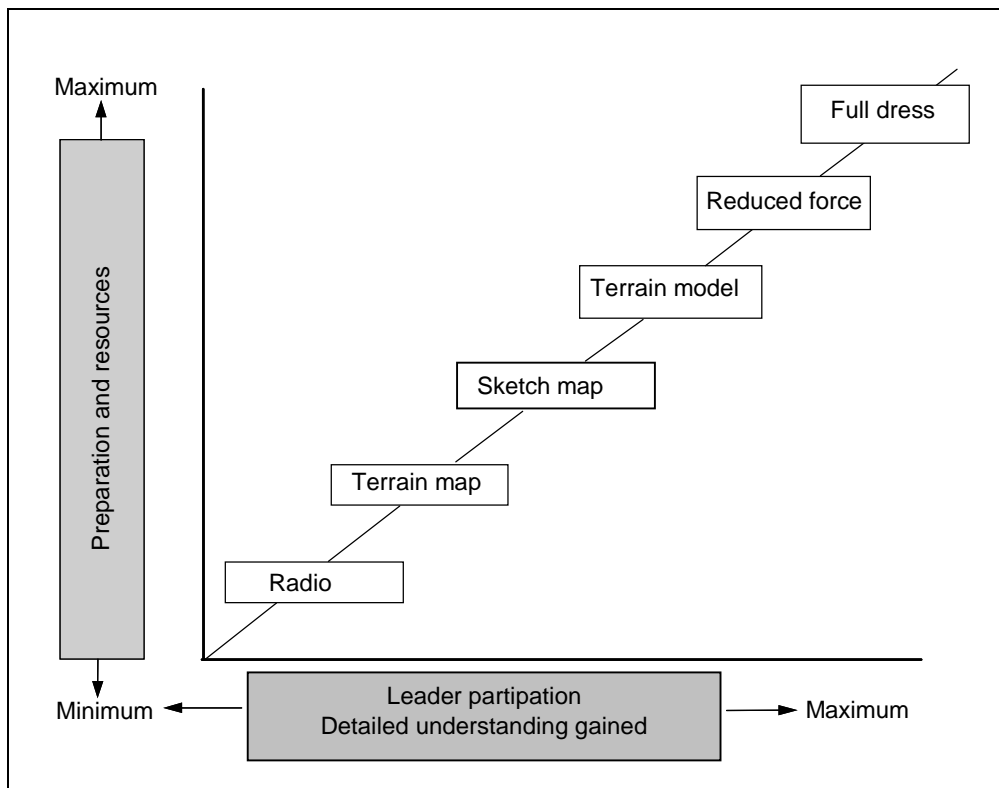 Maximum
Full dress
Reduced force
Terrain model
Sketch map
Terrain map
Radio
Preparation and resources
Minimum
Leader partipation
Detailed understanding gained
Maximum